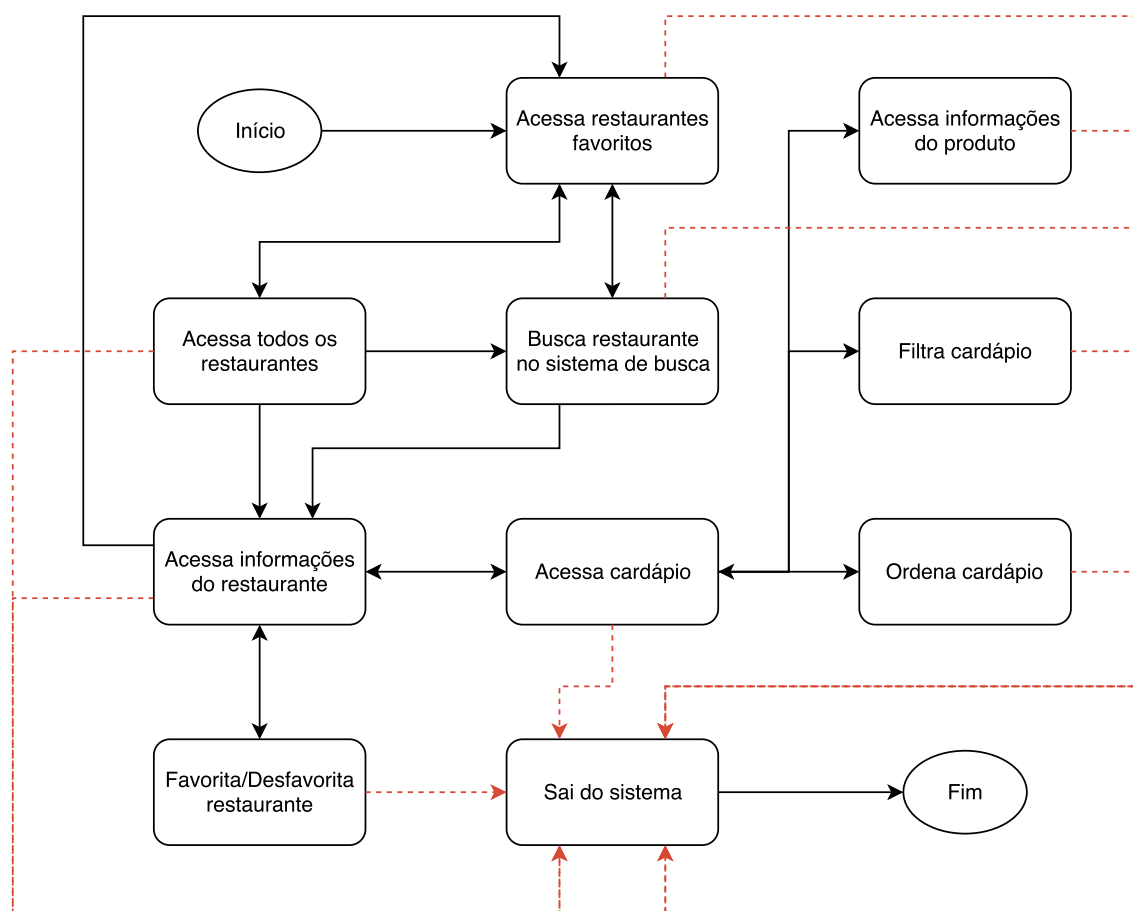 Início
Acessa restaurantes
favoritos
Acessa informações
do produto
Acessa todos os
restaurantes
Busca restaurante
no sistema de busca
Filtra cardápio
Acessa informações
do restaurante
Acessa cardápio
Ordena cardápio
Favorita/Desfavorita
restaurante
Sai do sistema
Fim